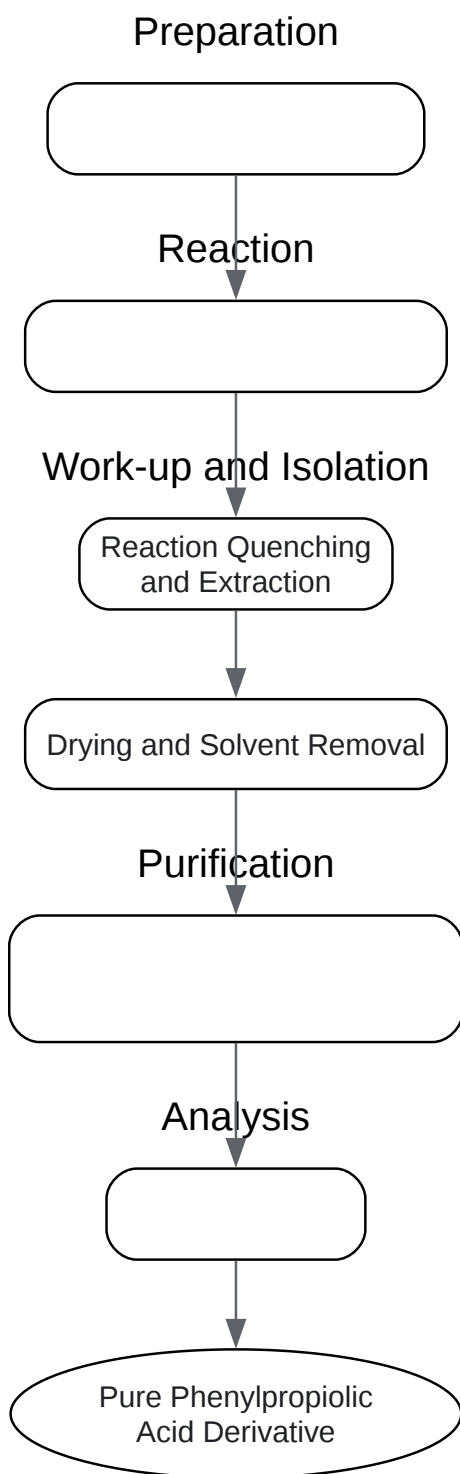 Preparation
Reaction
Work-up and Isolation
Reaction Quenching
and Extraction
Drying and Solvent Removal
Purification
Analysis
Pure Phenylpropiolic
Acid Derivative